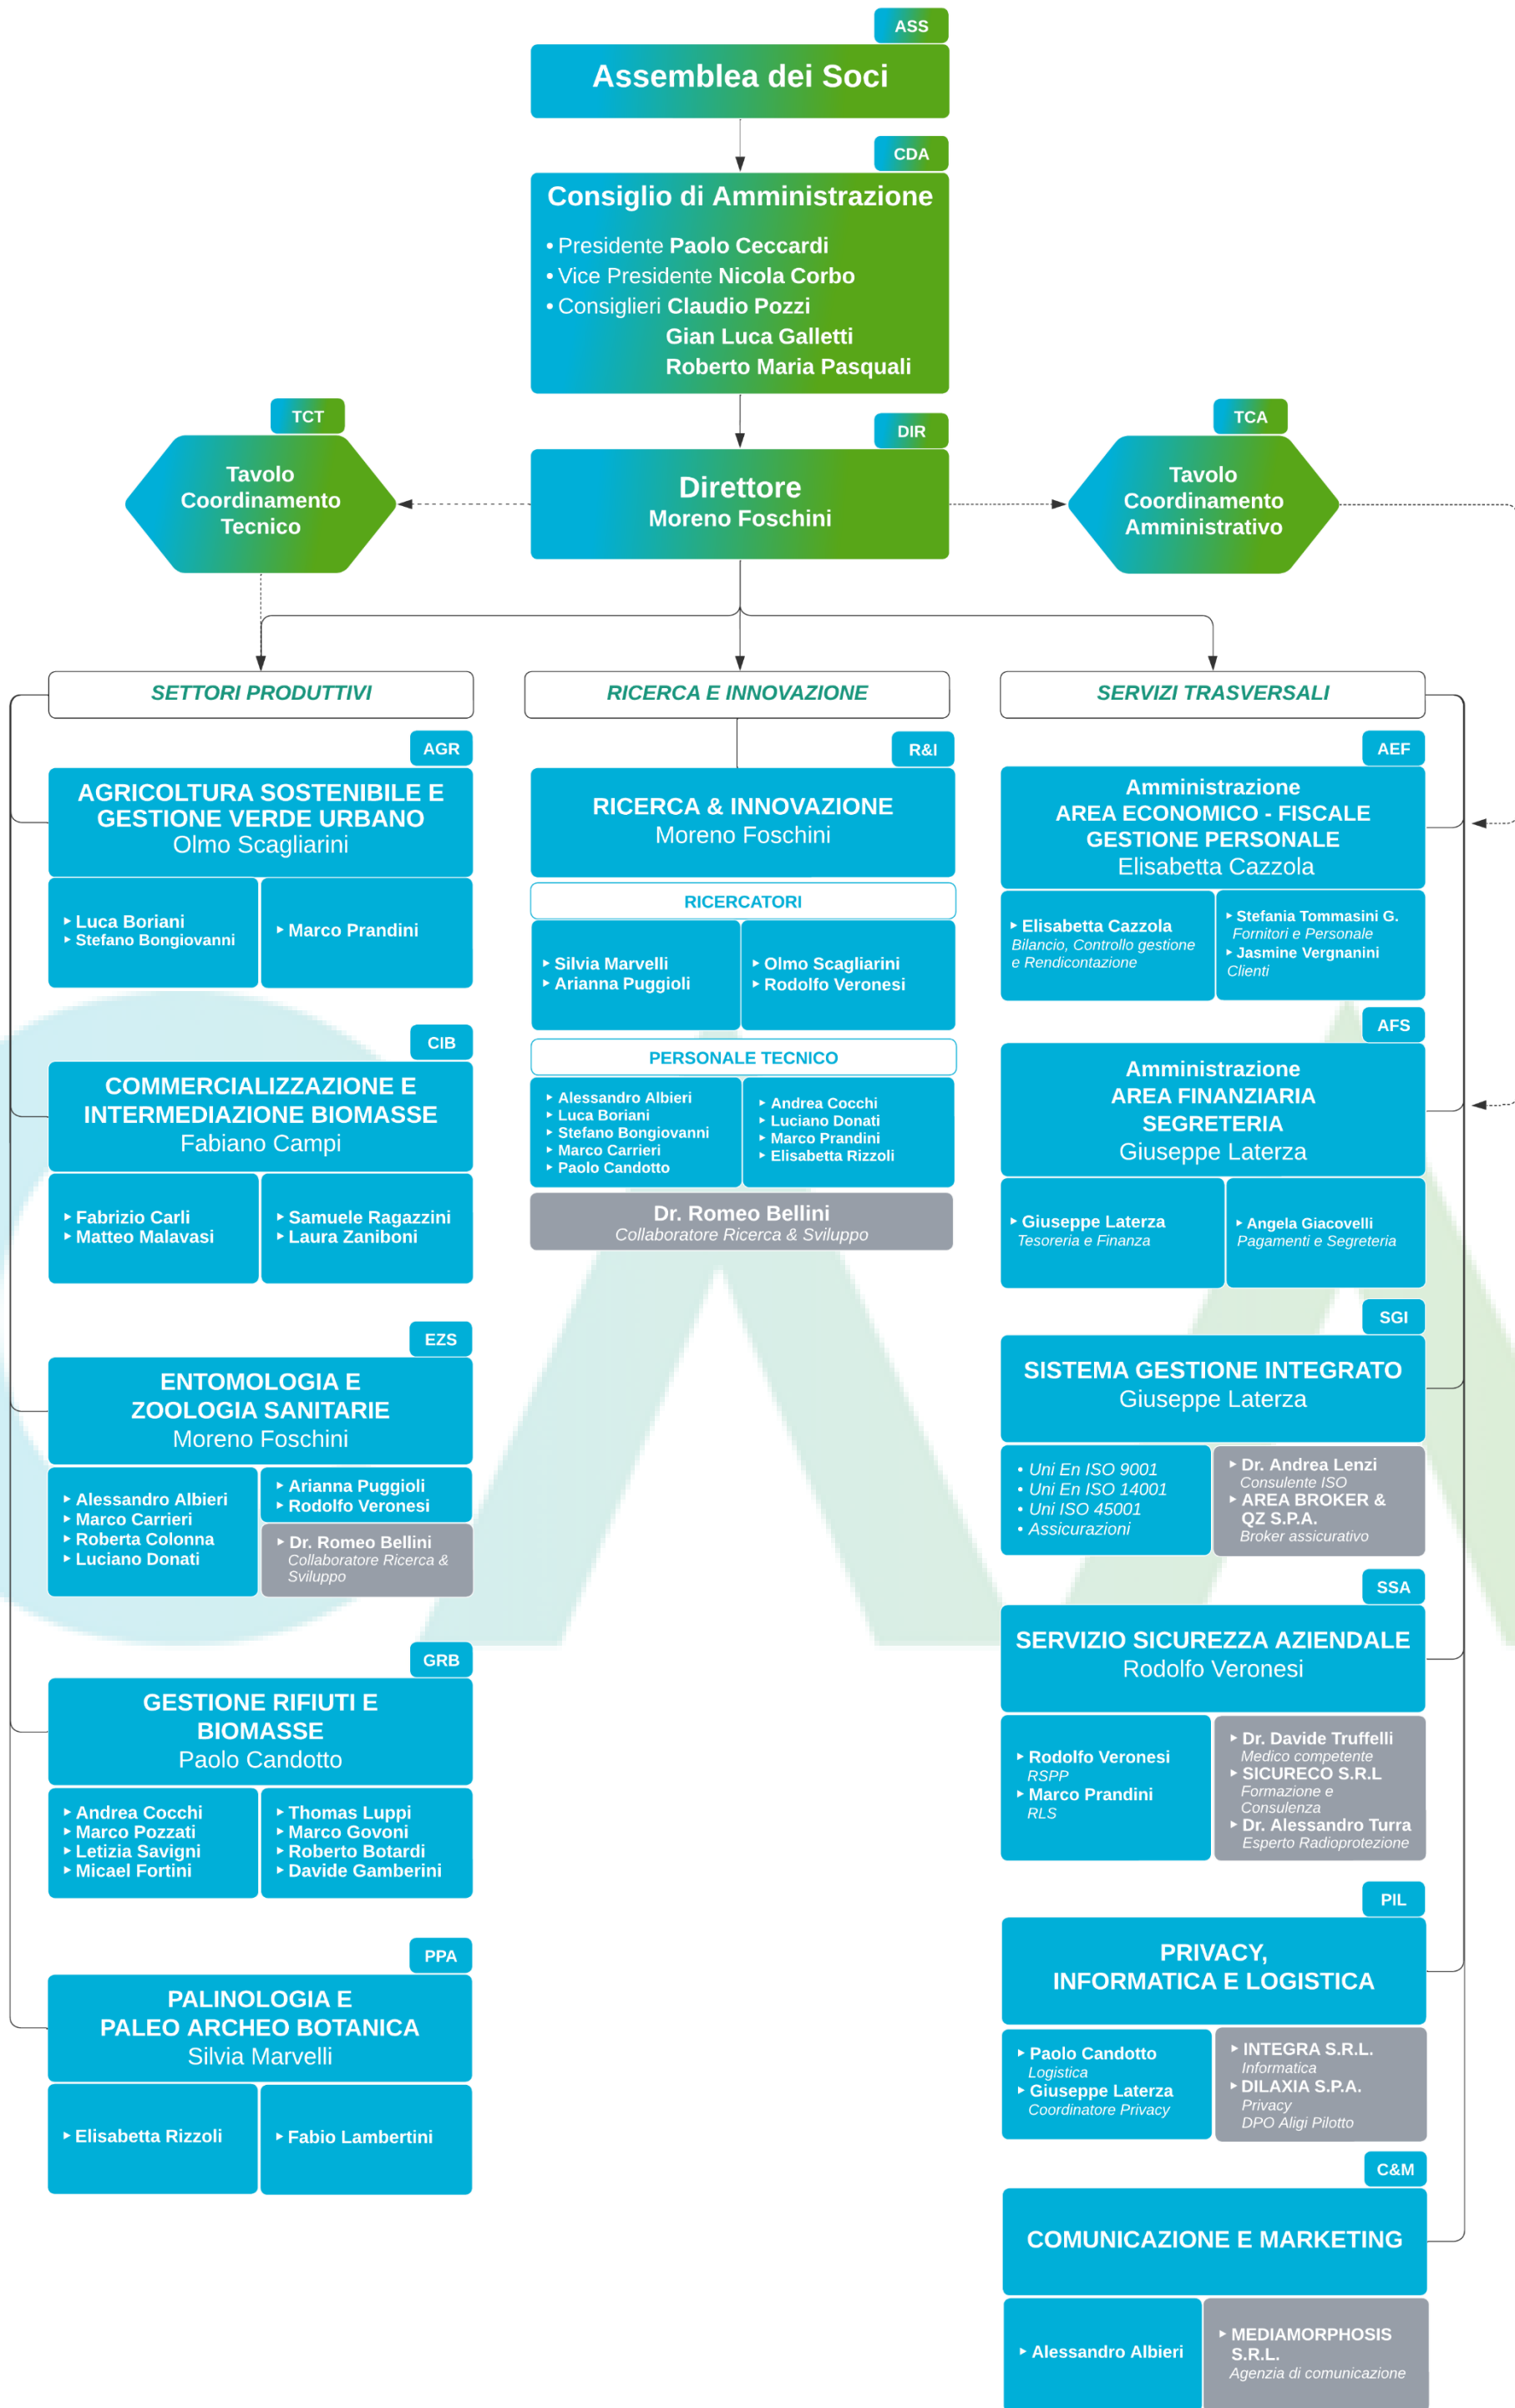 ASS
Assemblea dei Soci
CDA
Consiglio di Amministrazione
• Presidente Paolo Ceccardi
• Vice Presidente Nicola Corbo
• Consiglieri Claudio Pozzi
Gian Luca Galletti
Roberto Maria Pasquali
TCT
Tavolo
Coordinamento
Tecnico
DIR
Direttore
Moreno Foschini
TCA
Tavolo
Coordinamento
Amministrativo
SETTORI PRODUTTIVI
AGR
AGRICOLTURA SOSTENIBILE E
GESTIONE VERDE URBANO
Olmo Scagliarini
Luca Boriani
Stefano Bongiovanni
Marco Prandini
CIB
COMMERCIALIZZAZIONE E
INTERMEDIAZIONE BIOMASSE
Fabiano Campi
Fabrizio Carli
Matteo Malavasi
Samuele Ragazzini
Laura Zaniboni
EZS
ENTOMOLOGIA E
ZOOLOGIA SANITARIE
Moreno Foschini
Alessandro Albieri
Marco Carrieri
Roberta Colonna
Luciano Donati
Arianna Puggioli
Rodolfo Veronesi
Dr. Romeo Bellini
Collaboratore Ricerca &
Sviluppo
GRB
GESTIONE RIFIUTI E
BIOMASSE
Paolo Candotto
Andrea Cocchi
Marco Pozzati
Letizia Savigni
Micael Fortini
Thomas Luppi
Marco Govoni
Roberto Botardi
Davide Gamberini
PPA
PALINOLOGIA E
PALEO ARCHEO BOTANICA
Silvia Marvelli
Elisabetta Rizzoli
Fabio Lambertini
RICERCA E INNOVAZIONE
R&I
RICERCA & INNOVAZIONE
Moreno Foschini
RICERCATORI
Silvia Marvelli
Arianna Puggioli
Olmo Scagliarini
Rodolfo Veronesi
PERSONALE TECNICO
Alessandro Albieri
Luca Boriani
Stefano Bongiovanni
Marco Carrieri
Paolo Candotto
Andrea Cocchi
Luciano Donati
Marco Prandini
Elisabetta Rizzoli
Dr. Romeo Bellini
Collaboratore Ricerca & Sviluppo
SERVIZI TRASVERSALI
AEF
Amministrazione
AREA ECONOMICO - FISCALE
GESTIONE PERSONALE
Elisabetta Cazzola
Elisabetta Cazzola
Bilancio, Controllo gestione
e Rendicontazione
Stefania Tommasini G.
Fornitori e Personale
Jasmine Vergnanini
Clienti
AFS
Amministrazione
AREA FINANZIARIA
SEGRETERIA
Giuseppe Laterza
Giuseppe Laterza
Tesoreria e Finanza
Angela Giacovelli
Pagamenti e Segreteria
SGI
SISTEMA GESTIONE INTEGRATO
Giuseppe Laterza
• Uni En ISO 9001
• Uni En ISO 14001
• Uni ISO 45001
• Assicurazioni
Dr. Andrea Lenzi
Consulente ISO
AREA BROKER &
QZ S.P.A.
Broker assicurativo
SSA
SERVIZIO SICUREZZA AZIENDALE
Rodolfo Veronesi
Rodolfo Veronesi
RSPP
Marco Prandini
RLS
Dr. Davide Truffelli
Medico competente
SICURECO S.R.L
Formazione e
Consulenza
Dr. Alessandro Turra
Esperto Radioprotezione
PIL
PRIVACY,
INFORMATICA E LOGISTICA
Paolo Candotto
Logistica
Giuseppe Laterza
Coordinatore Privacy
INTEGRA S.R.L.
Informatica
DILAXIA S.P.A.
Privacy
DPO Aligi Pilotto
C&M
COMUNICAZIONE E MARKETING
Alessandro Albieri
MEDIAMORPHOSIS
S.R.L.
Agenzia di comunicazione